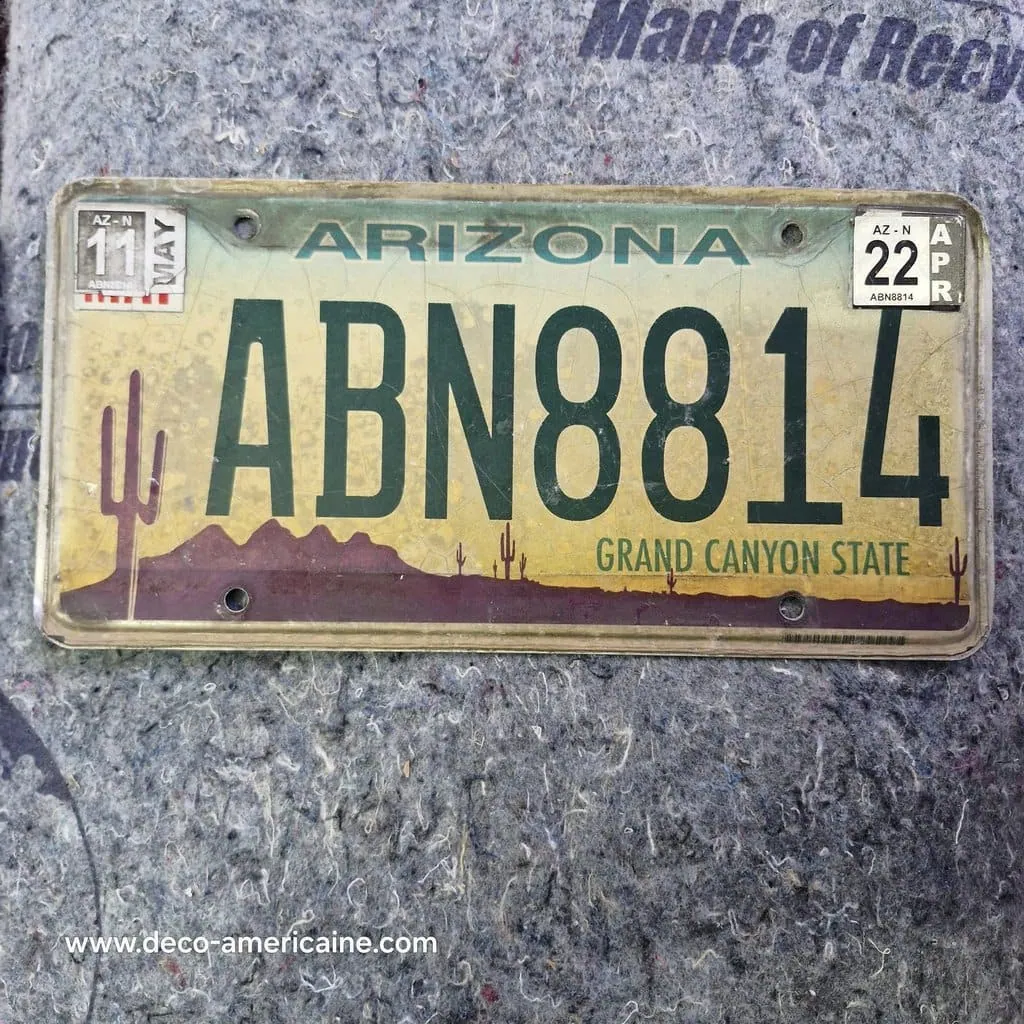 Made of Recy
AZ - N
11
MAY
ARIZONA
AZ - N
22
ABN8814
APR
ABN8814
GRAND CANYON STATE
www.deco-americaine.com